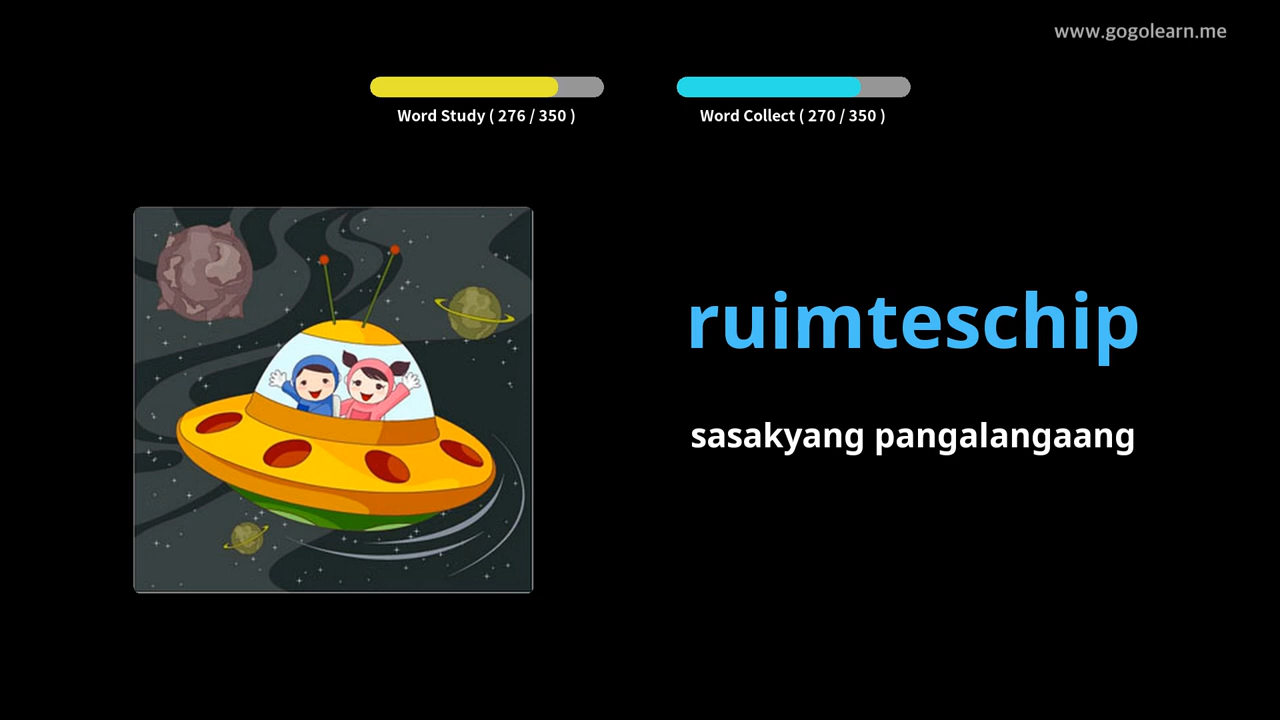 www.gogolearn.me
Word Study ( 276 / 350 )
Word Collect ( 270 / 350 )
ruimteschip
sasakyang pangalangaang